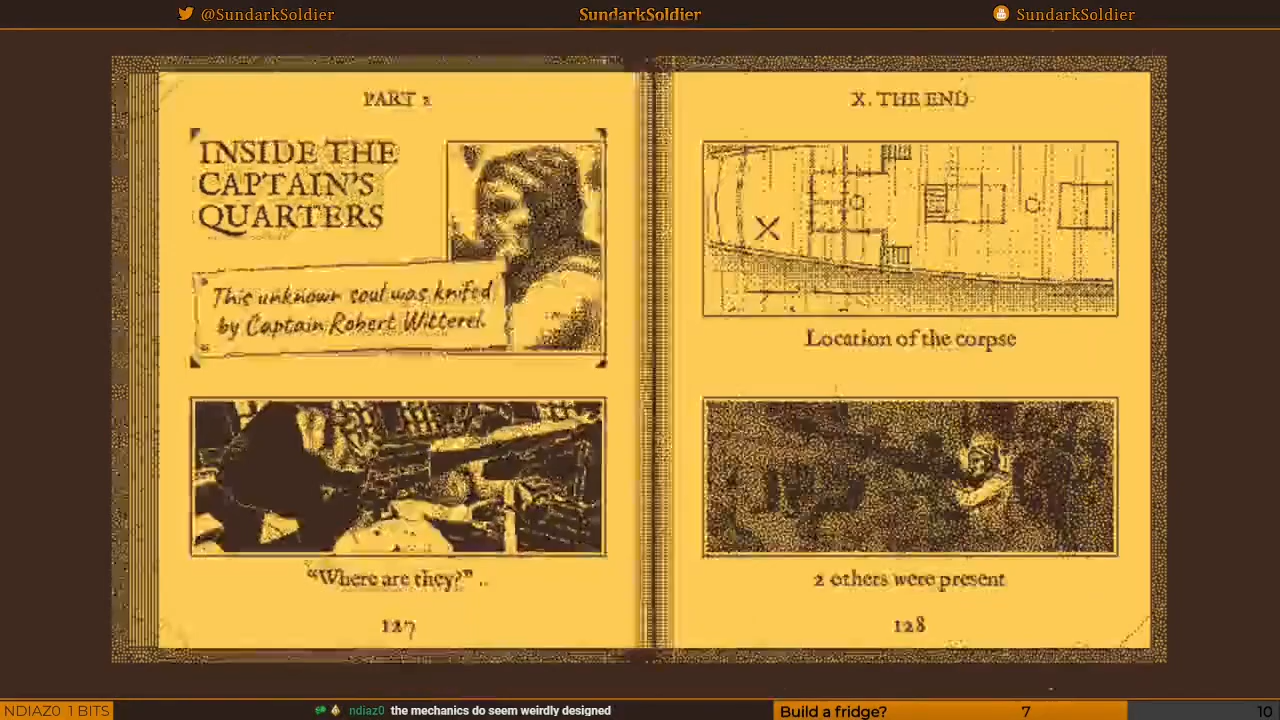 @SundarkSoldier
SundarkSoldier
SundarkSoldier
PART 2
INSIDE THE
CAPTAIN'S
QUARTERS
This unknown soul was knifed
by Captain Robert Witterel.
"Where are they?" ..
127
X. THE END
Location of the corpse
2 others were present
128
NDIAZ0 1 BITS
ndiaz0 the mechanics do seem weirdly designed
Build a fridge? 7 10